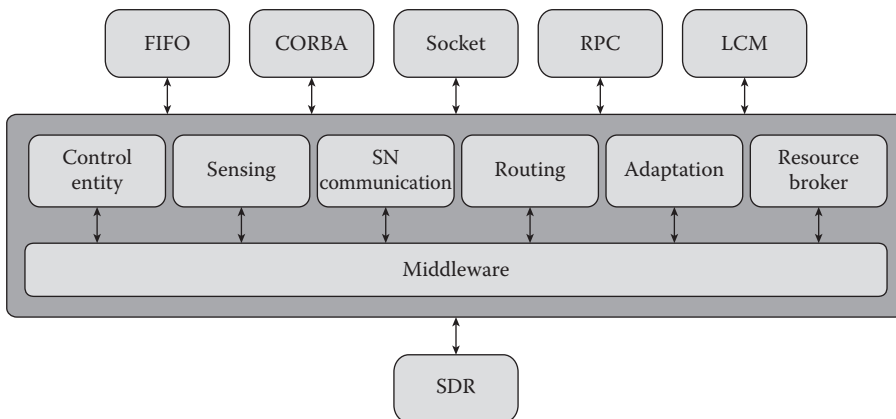 FIFO
CORBA
Socket
RPC
LCM
Control
entity
Sensing
SN
communication
Routing
Adaptation
Resource
broker
Middleware
SDR